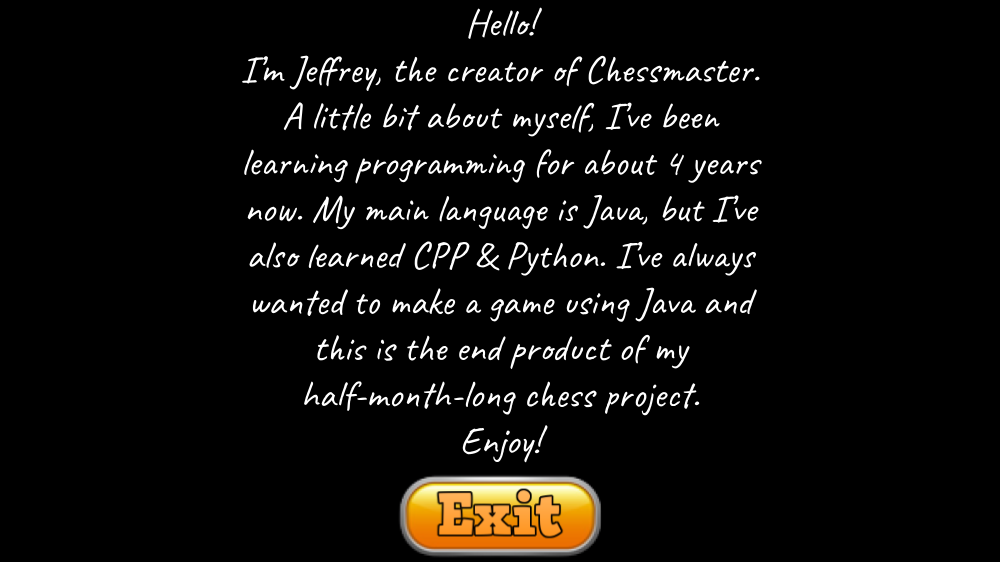 Hello!
I'm Jeffrey, the creator of Chessmaster.
A little bit about myself, I've been
learning programming for about 4 years
now. My main language is Java, but I've
also learned CPP & Python. I've always
wanted to make a game using Java and
this is the end product of my
half-month-long chess project.
Enjoy!
Exit